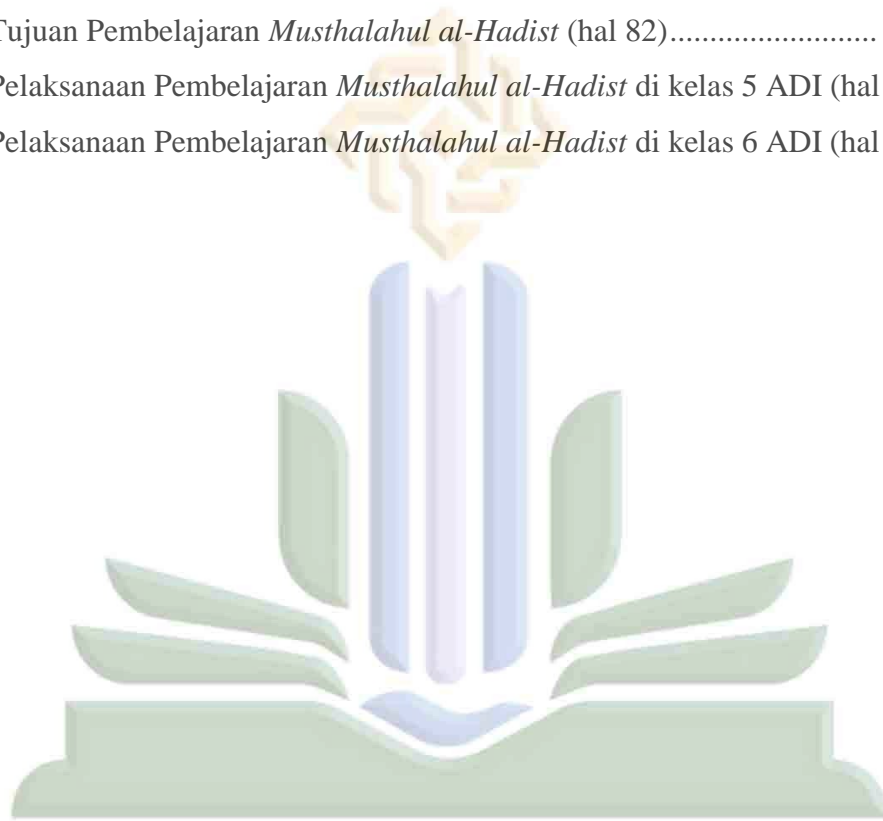 Tujuan Pembelajaran Musthalahul al-Hadist (hal 82)..........................
Pelaksanaan Pembelajaran Musthalahul al-Hadist di kelas 5 ADI (hal
Pelaksanaan Pembelajaran Musthalahul al-Hadist di kelas 6 ADI (hal